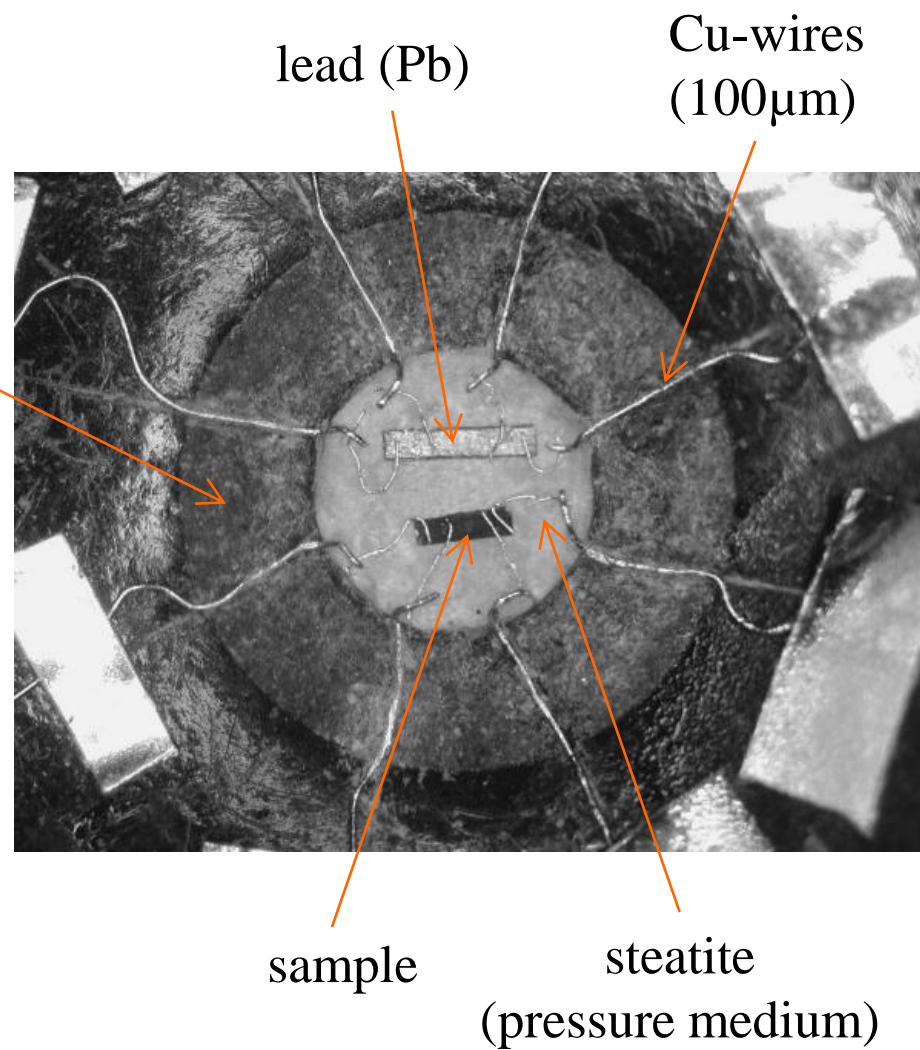 Cu-wires
lead (Pb)
(100μm)
sample
steatite
(pressure medium)